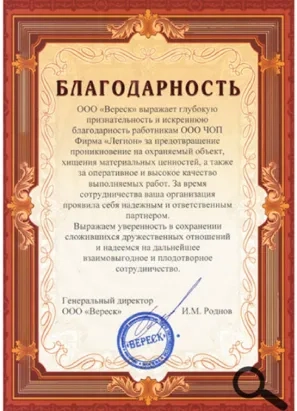 БЛАГОДАРНОСТЬ
ООО «Вереск» выражает глубокую
признательность и искреннюю
благодарность работникам ООО ЧОП
Фирма «Легион» за предотвращение
проникновение на охраняемый объект,
хищения материальных ценностей, а также
за оперативное и высокое качество
выполняемых работ. За время
сотрудничества ваша организация
проявила себя надежным и ответственным
партнером.
Выражаем уверенность в сохранении
сложившихся дружественных отношений
и надеемся на дальнейшее
взаимовыгодное и плодотворное
сотрудничество.
Генеральный директор
ООО «Вереск» И.М. Роднов
«ВЕРЕСК»